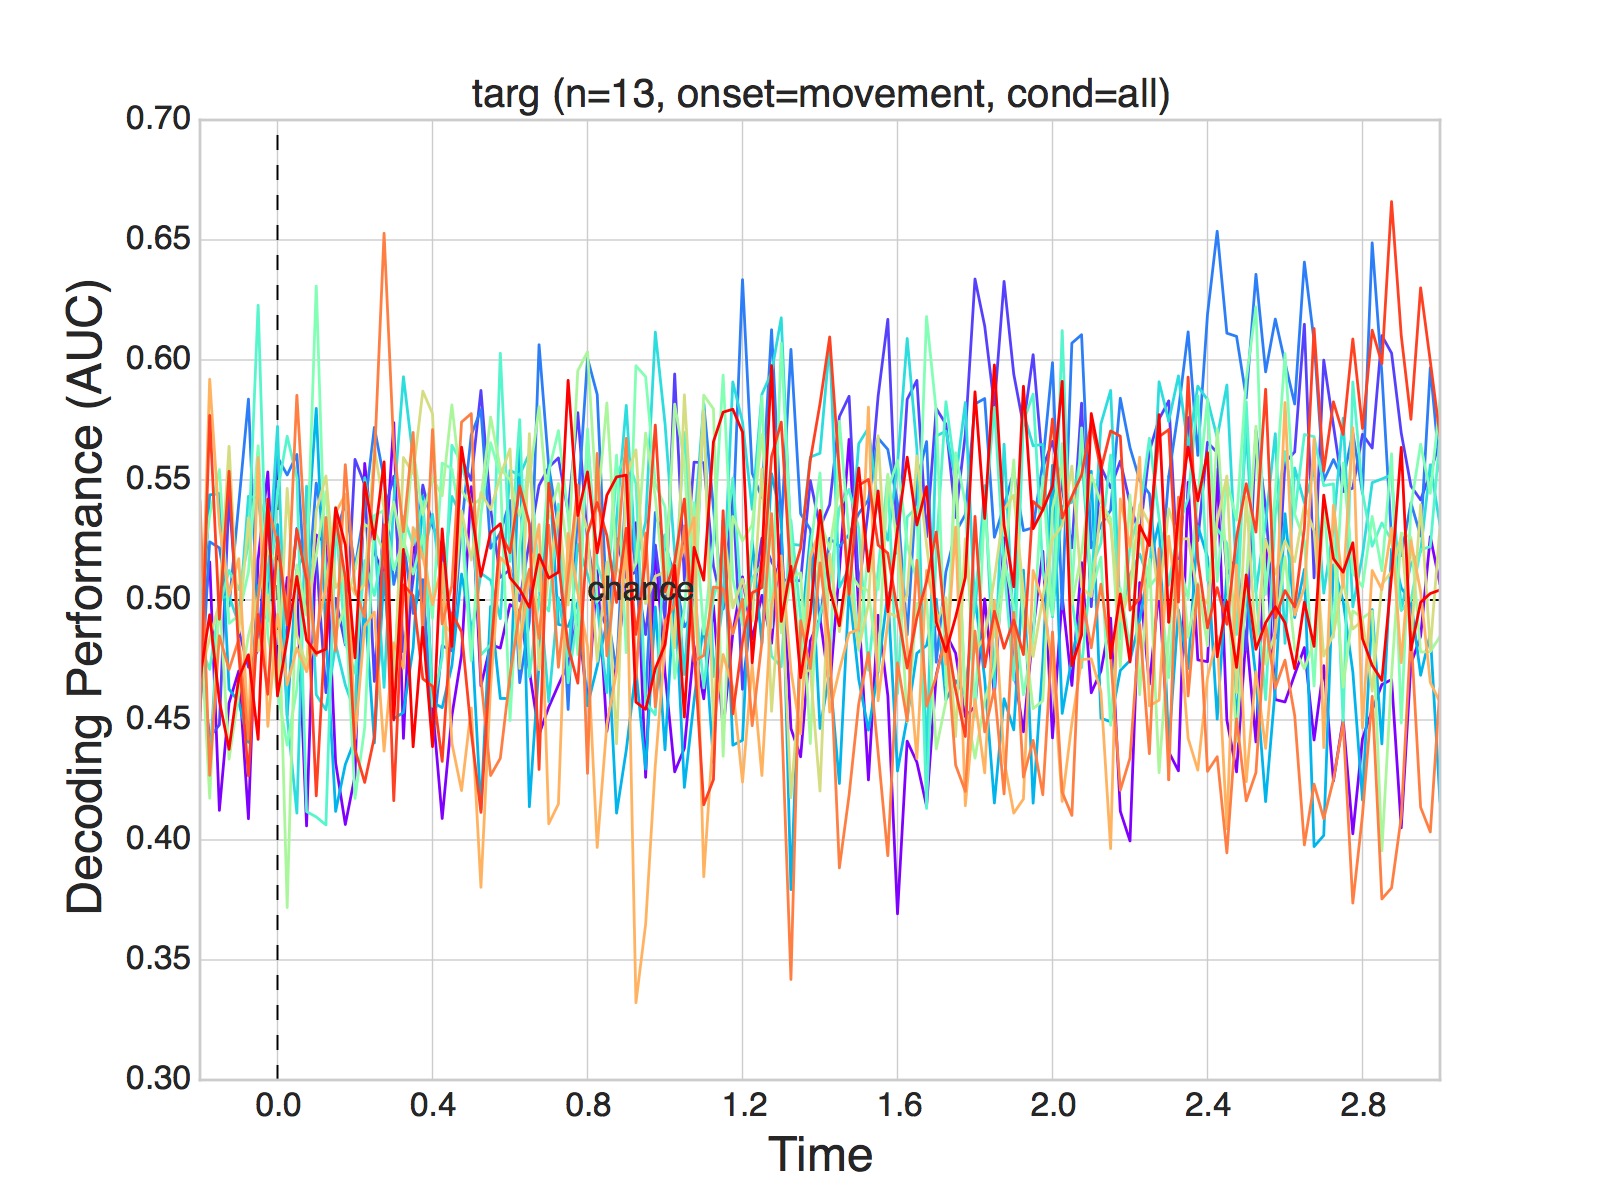 targ (n=13, onset=movement, cond=all)
0.70
0.65
0.60
0.55
0.50
0.45
0.40
0.35
0.30
Decoding Performance (AUC)
chance
0.0 0.4 0.8 1.2 1.6 2.0 2.4 2.8
Time